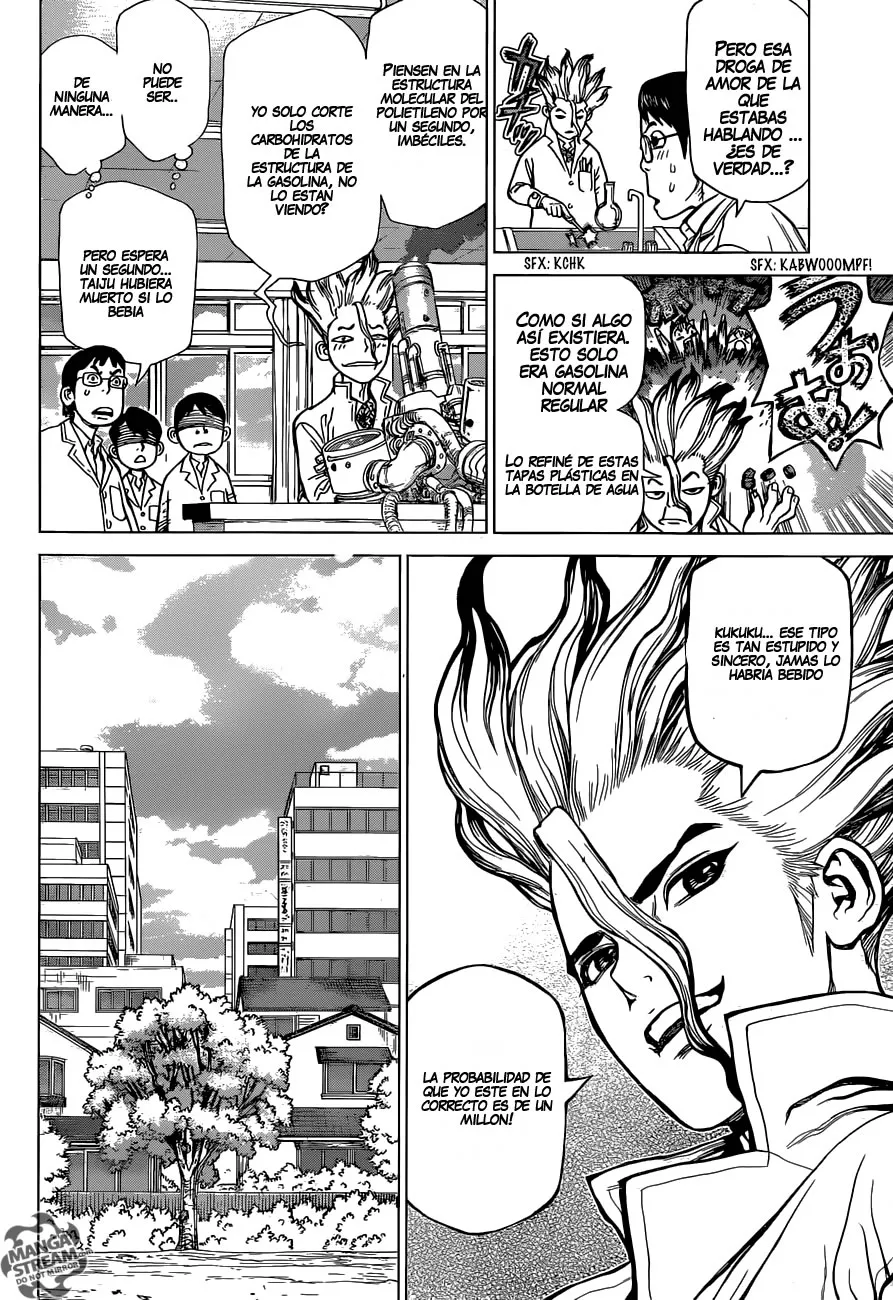 PERO ESA
DROGA DE
AMOR DE LA
QUE
ESTABAS
HABLANDO ...
¿ES DE
VERDAD...?
SFX: KCHK
SFX: KABWOOOMPF!
COMO SI ALGO
ASÍ EXISTIERA.
ESTO SOLO
ERA GASOLINA
NORMAL
REGULAR
LO REFINÉ DE ESTAS
TAPAS PLÁSTICAS EN
LA BOTELLA DE AGUA
PIENSEN EN LA
ESTRUCTURA
MOLECULAR DEL
POLIETILENO POR
UN SEGUNDO,
IMBÉCILES.
YO SOLO CORTE
LOS
CARBOHIDRATOS
DE LA
ESTRUCTURA DE
LA GASOLINA, NO
LO ESTAN
VIENDO?
NO
PUEDE
SER..
DE
NINGUNA
MANERA...
PERO ESPERA
UN SEGUNDO...
TAIJU HUBIERA
MUERTO SI LO
BEBIA
KUKUKU... ESE TIPO
ES TAN ESTUPIDO Y
SINCERO, JAMAS LO
HABRIA BEBIDO
LA PROBABILIDAD DE
QUE YO ESTE EN LO
CORRECTO ES DE UN
MILLON!
MANGA
STREAM.com
DO NOT MIRROR